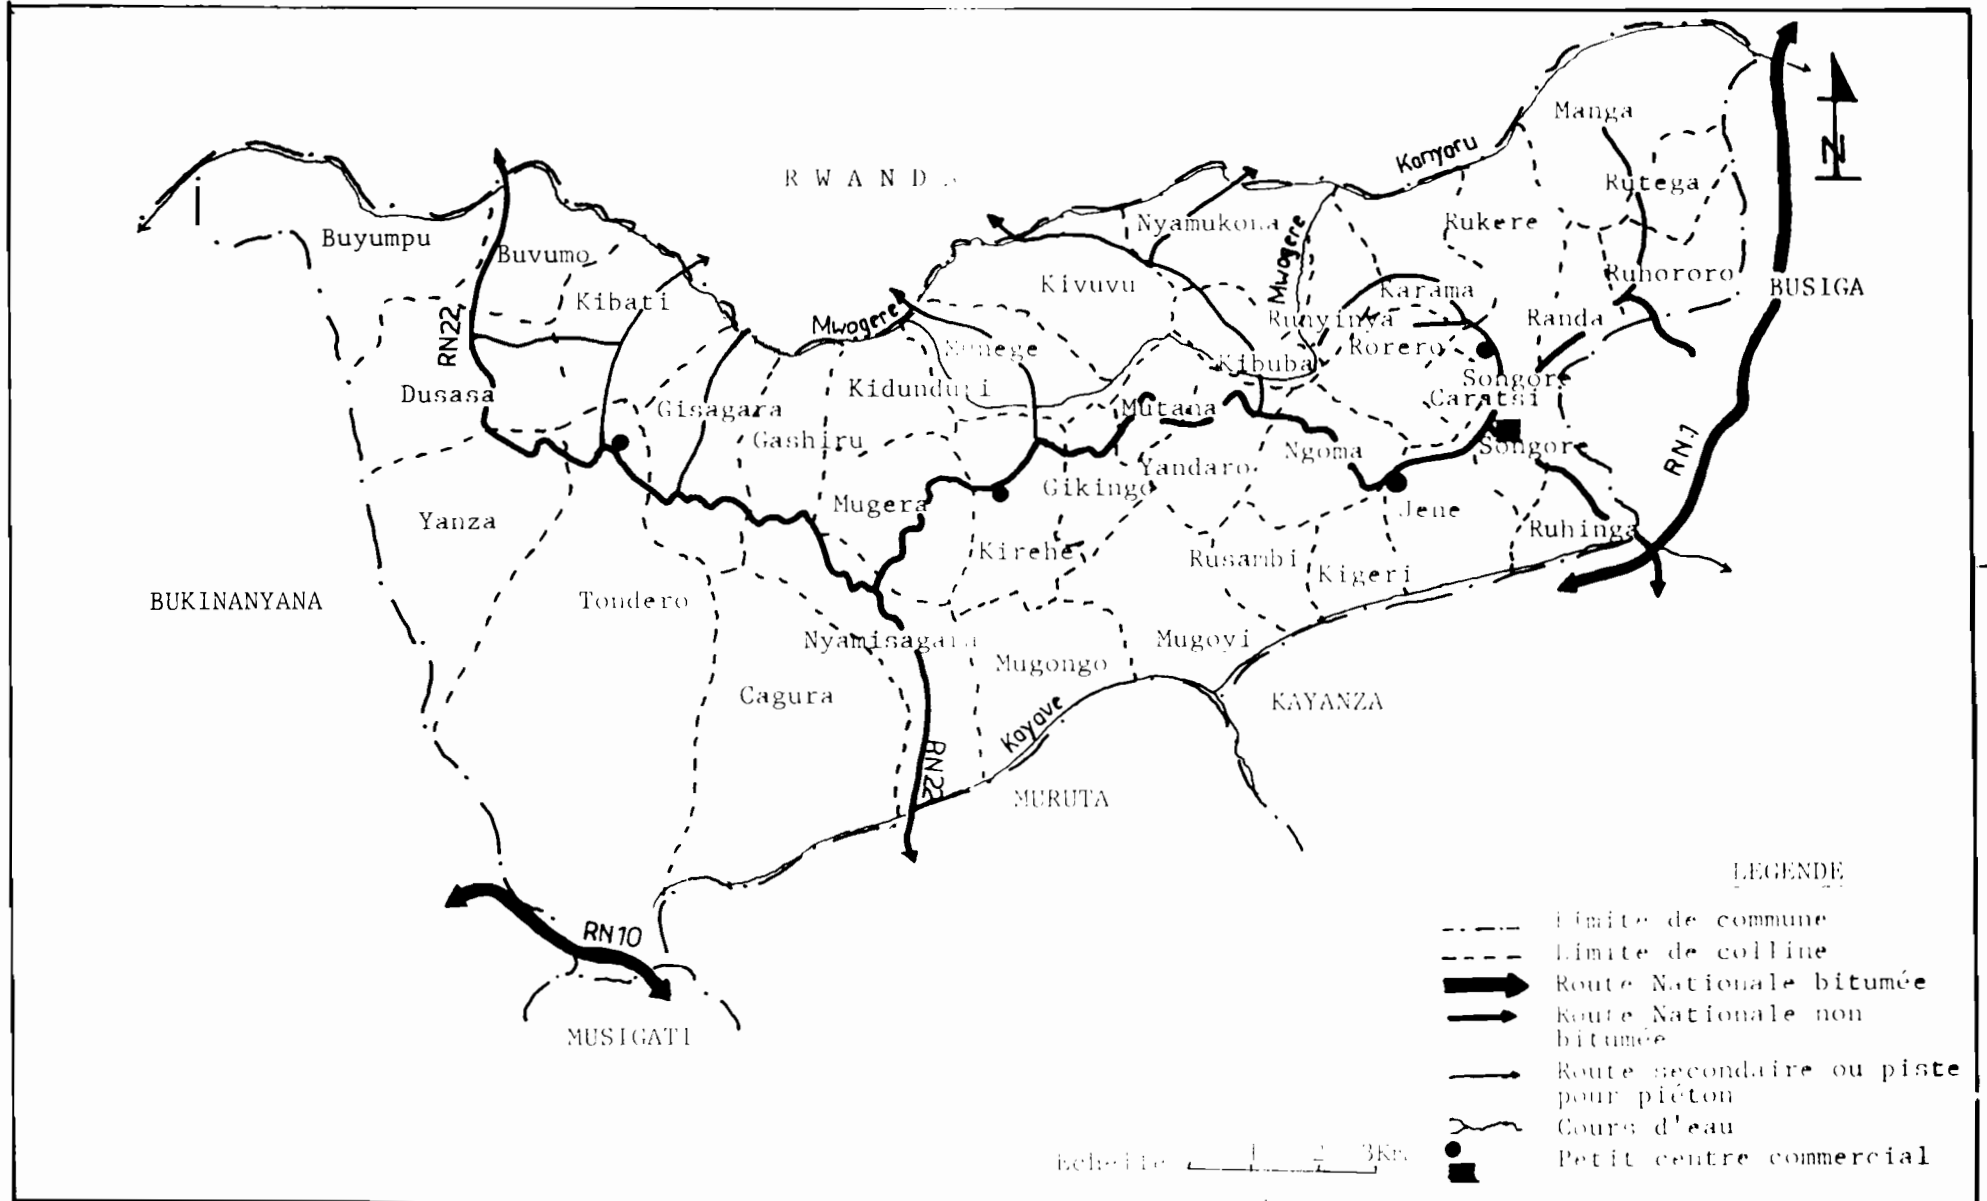 RWANDA
Kanyaru
Manga
Rutega
Rukere
Ruhororo
BUSIGA
N
Buyumpu
Buvumo
Kibati
RN22
Dusasa
Mwogere
Nyamukona
Mwogere
Kivuvu
Karama
Runyinya
Rorero
Randa
Kibuba
Songore
Caratsi
Songore
Gisagara
Gashiru
Mutana
Yandaro
Ngoma
RN.1
Yanza
Mugera
Gikingo
Jene
Ruhinga
Kirehe
Rusambi
Kigeri
BUKINANYANA
Tondero
Nyamisagara
Mugongo
Mugoyi
Cagura
Kayave
KAYANZA
RN22
MURUTA
RN10
MUSIGATI
LEGENDE
Limite de commune
Limite de colline
Route Nationale bitumée
Route Nationale non
bitumée
Route secondaire ou piste
pour piéton
Cours d'eau
Petit centre commercial
Echelle 1 2 3Km